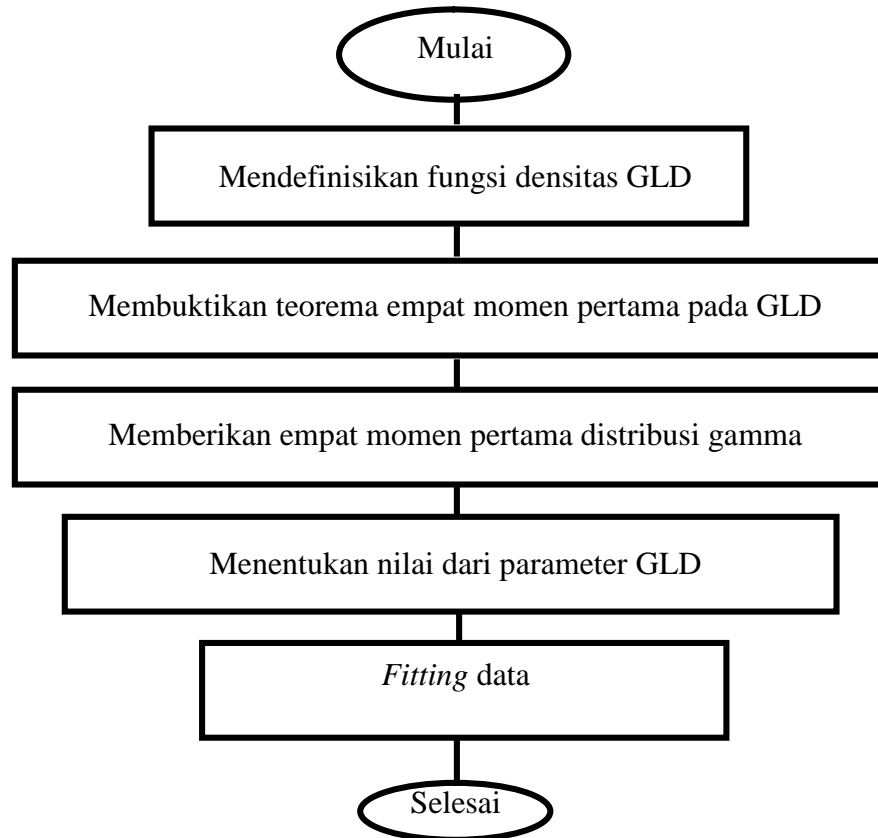 Mulai
Mendefinisikan fungsi densitas GLD
Membuktikan teorema empat momen pertama pada GLD
Memberikan empat momen pertama distribusi gamma
Menentukan nilai dari parameter GLD
Fitting data
Selesai